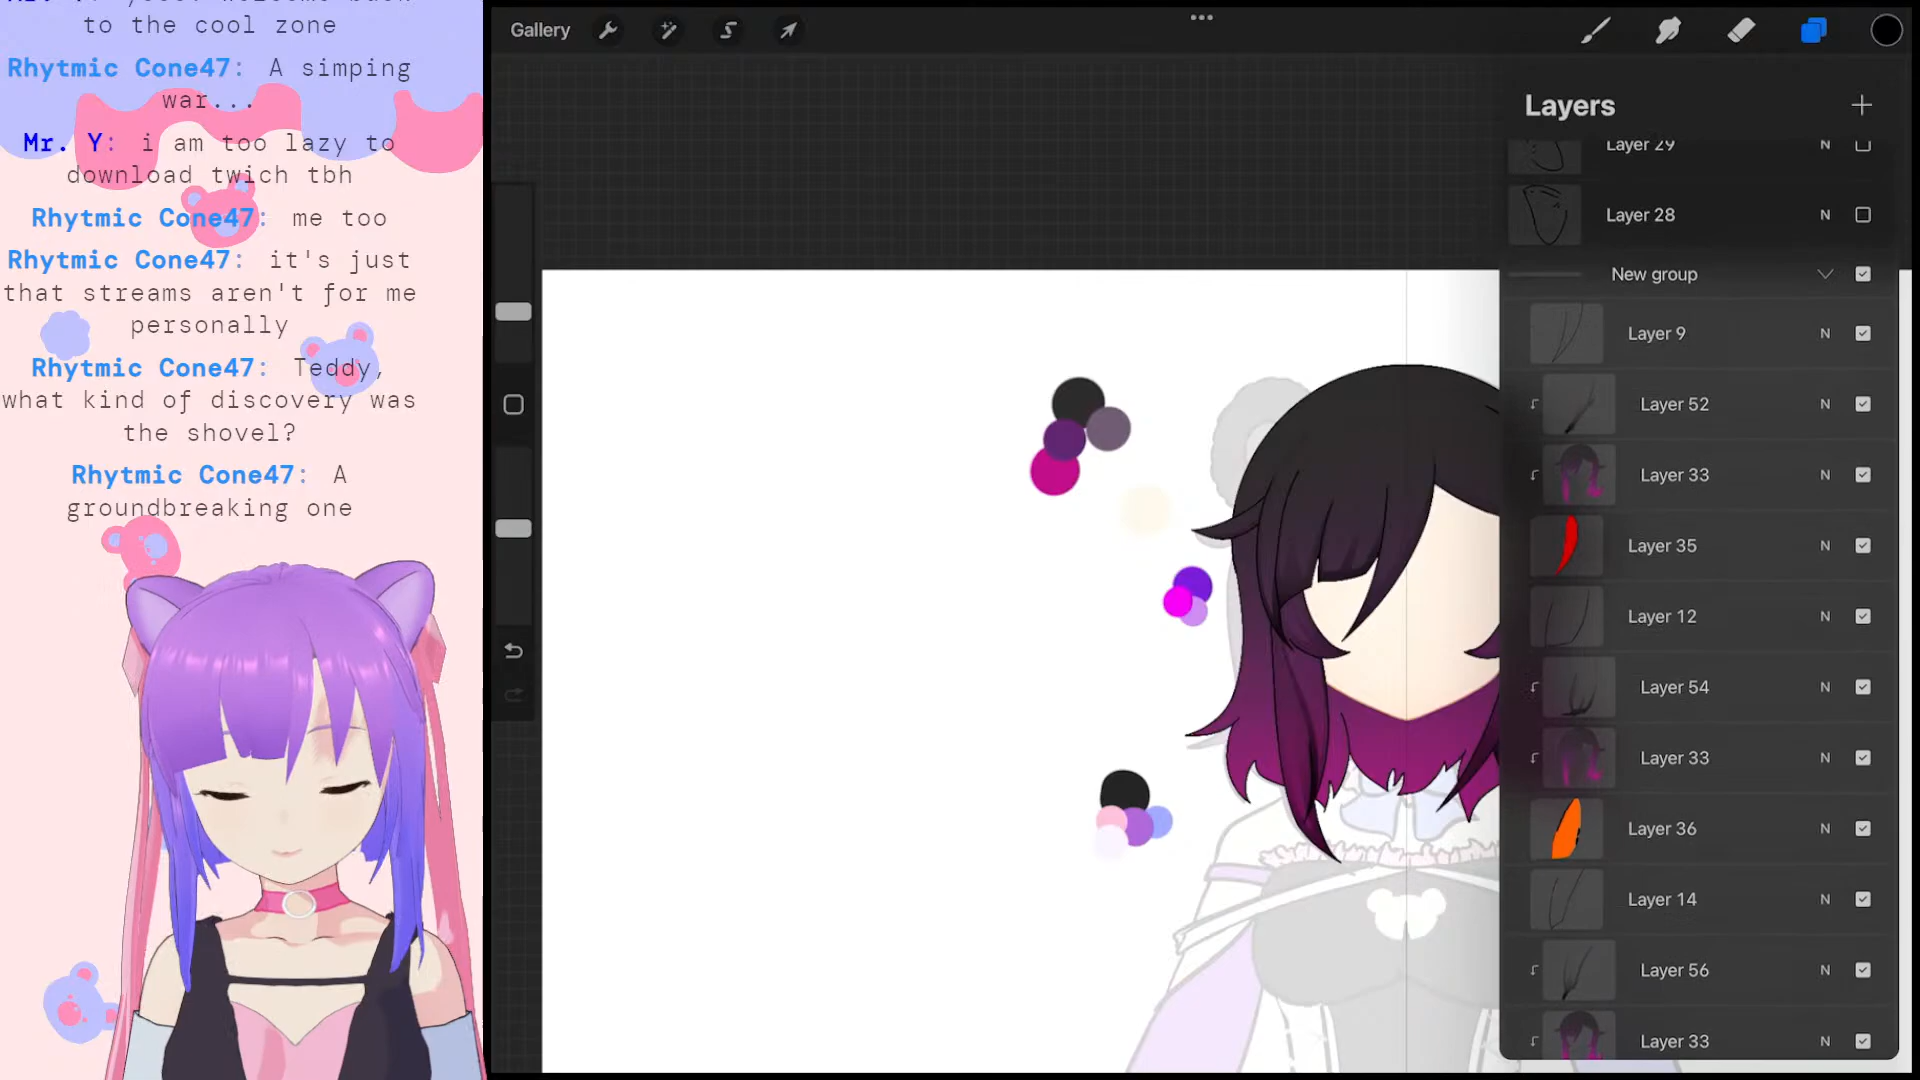 to the cool zone
Rhytmic Cone47: A simping
war...
Mr. Y: i am too lazy to
download twich tbh
Rhytmic Cone47: me too
Rhytmic Cone47: it's just
that streams aren't for me
personally
Rhytmic Cone47: Teddy,
what kind of discovery was
the shovel?
Rhytmic Cone47: A
groundbreaking one
Gallery
Layers
Layer 29 N
Layer 28 N
New group
Layer 9 N
Layer 52 N
Layer 33 N
Layer 35 N
Layer 12 N
Layer 54 N
Layer 33 N
Layer 36 N
Layer 14 N
Layer 56 N
Layer 33 N